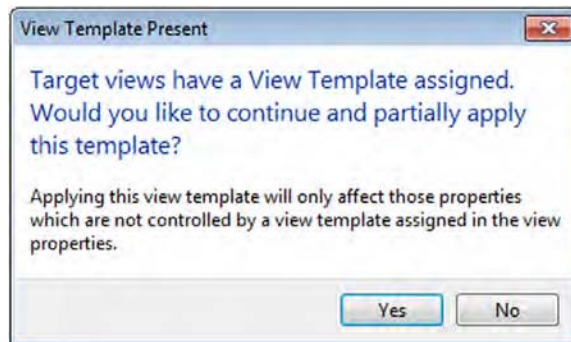 View Template Present
Target views have a View Template assigned.
Would you like to continue and partially apply
this template?
Applying this view template will only affect those properties
which are not controlled by a view template assigned in the view
properties.
Yes No